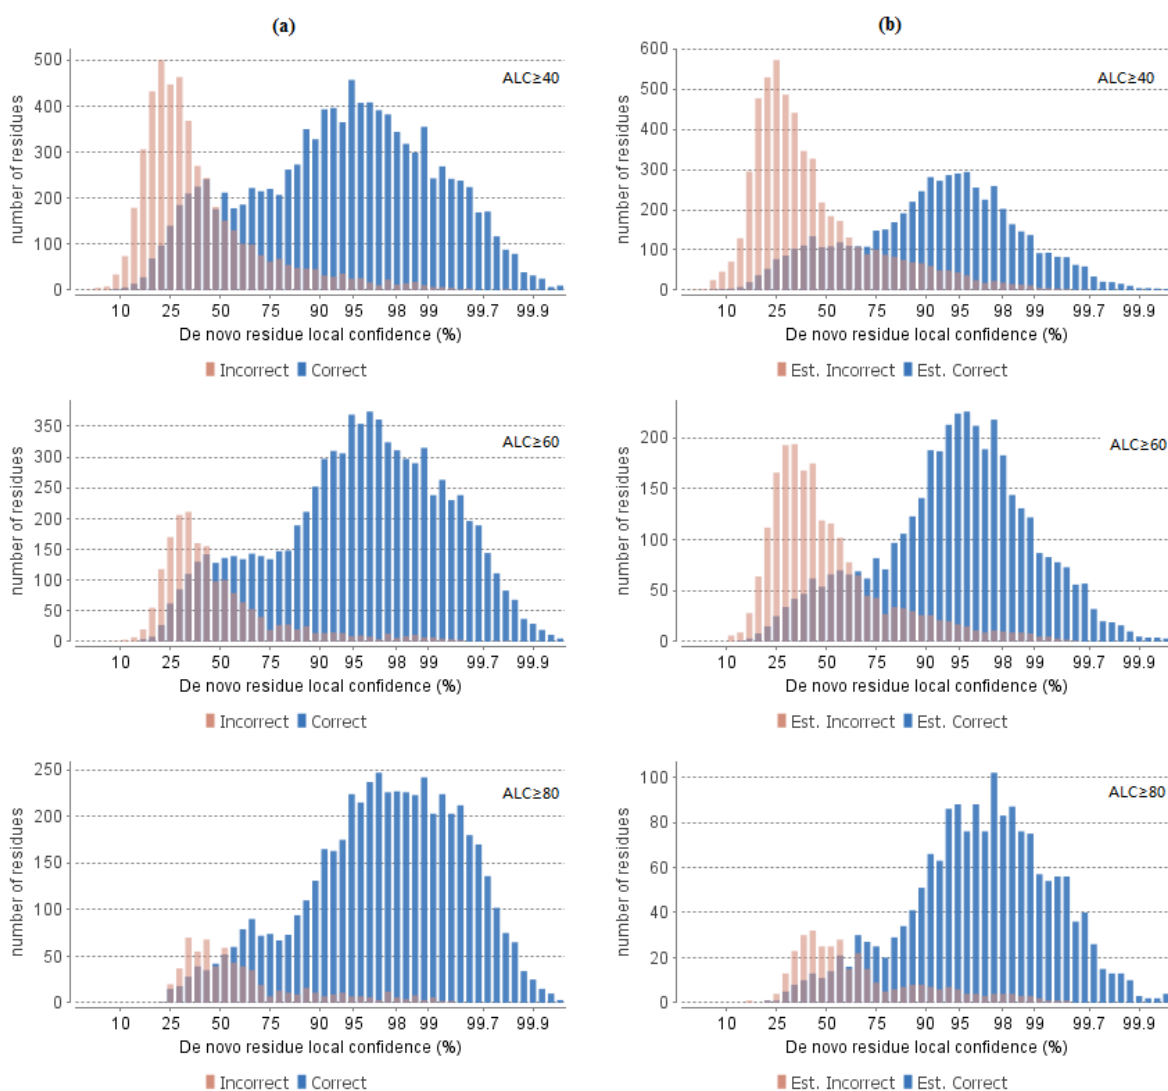 (a)
(b)
ALC≥40
500
400
300
200
100
0
number of residues
10 25 50 75 90 95 98 99 99.7 99.9
De novo residue local confidence (%)
Incorrect Correct
ALC≥40
600
500
400
300
200
100
0
number of residues
10 25 50 75 90 95 98 99 99.7 99.9
De novo residue local confidence (%)
Est. Incorrect Est. Correct
ALC≥60
350
300
250
200
150
100
50
0
number of residues
10 25 50 75 90 95 98 99 99.7 99.9
De novo residue local confidence (%)
Incorrect Correct
ALC≥60
200
150
100
50
0
number of residues
10 25 50 75 90 95 98 99 99.7 99.9
De novo residue local confidence (%)
Est. Incorrect Est. Correct
ALC≥80
250
200
150
100
50
0
number of residues
10 25 50 75 90 95 98 99 99.7 99.9
De novo residue local confidence (%)
Incorrect Correct
ALC≥80
100
80
60
40
20
0
number of residues
10 25 50 75 90 95 98 99 99.7 99.9
De novo residue local confidence (%)
Est. Incorrect Est. Correct